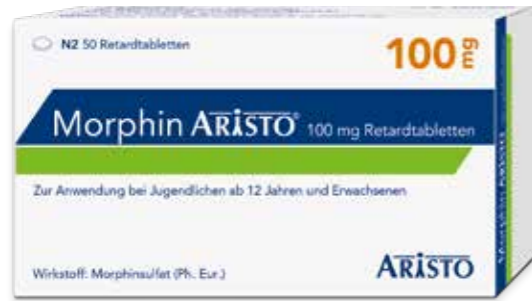 N2 50 Retardtabletten
100 mg
Morphin ARISTO® 100 mg Retardtabletten
Zur Anwendung bei Jugendlichen ab 12 Jahren und Erwachsenen
Wirkstoff: Morphinsulfat (Ph. Eur.)
ARISTO